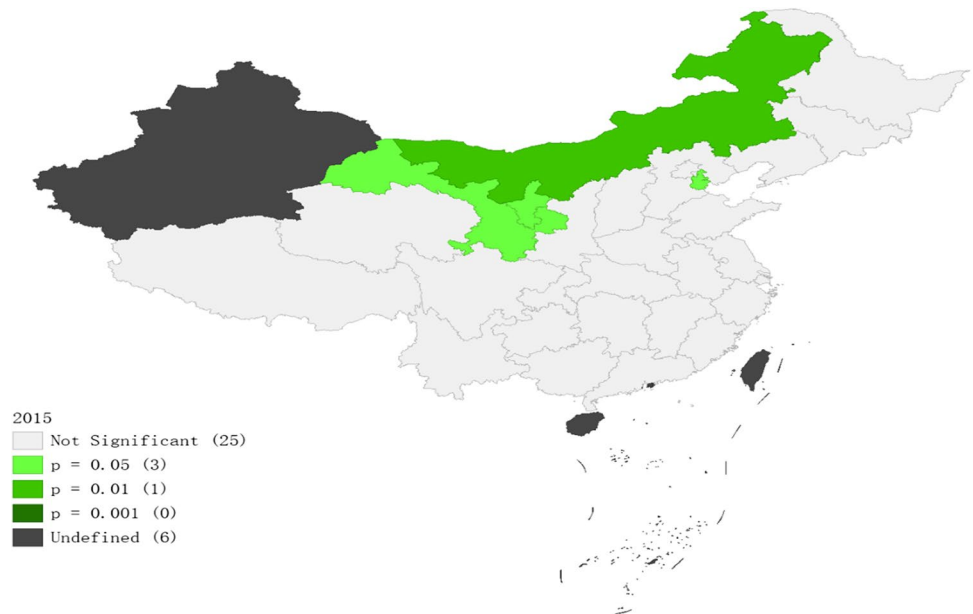 2015
Not Significant (25)
p = 0.05 (3)
p = 0.01 (1)
p = 0.001 (0)
Undefined (6)